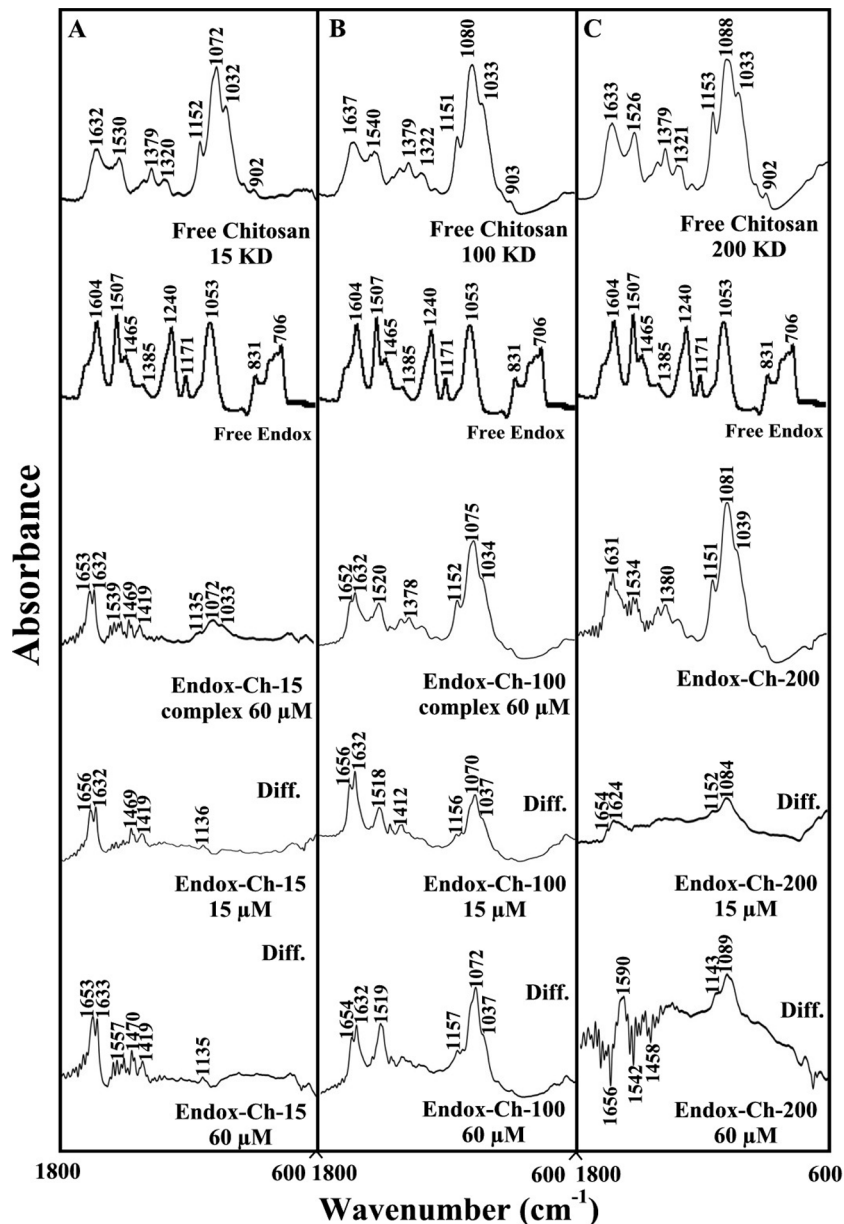 A
1632
1530
1379
1320
1152
1072
1032
902
Free Chitosan
15 KD
B
1637
1540
1379
1322
1151
1080
1033
903
Free Chitosan
100 KD
C
1633
1526
1379
1321
1153
1088
1033
902
Free Chitosan
200 KD
1604
1507
1465
1385
1240
1171
1053
831
706
Free Endox
1604
1507
1465
1385
1240
1171
1053
831
706
Free Endox
1604
1507
1465
1385
1240
1171
1053
831
706
Free Endox
Absorbance
1653
1632
1539
1469
1419
1135
1072
1033
Endox-Ch-15
complex 60 µM
1652
1632
1520
1378
1152
1075
1034
Endox-Ch-100
complex 60 µM
1631
1534
1380
1151
1081
1039
Endox-Ch-200
1656
1632
1469
1419
1136
Diff.
Endox-Ch-15
15 µM
1656
1632
1518
1412
1156
1070
1037
Diff.
Endox-Ch-100
15 µM
1654
1624
1152
1084
Diff.
Endox-Ch-200
15 µM
1653
1633
1557
1470
1419
1135
Diff.
Endox-Ch-15
60 µM
1654
1632
1519
1157
1072
1037
Diff.
Endox-Ch-100
60 µM
1656
1590
1542
1458
1143
1089
Diff.
Endox-Ch-200
60 µM
1800 600 1800 600 1800 600
Wavenumber (cm⁻¹)